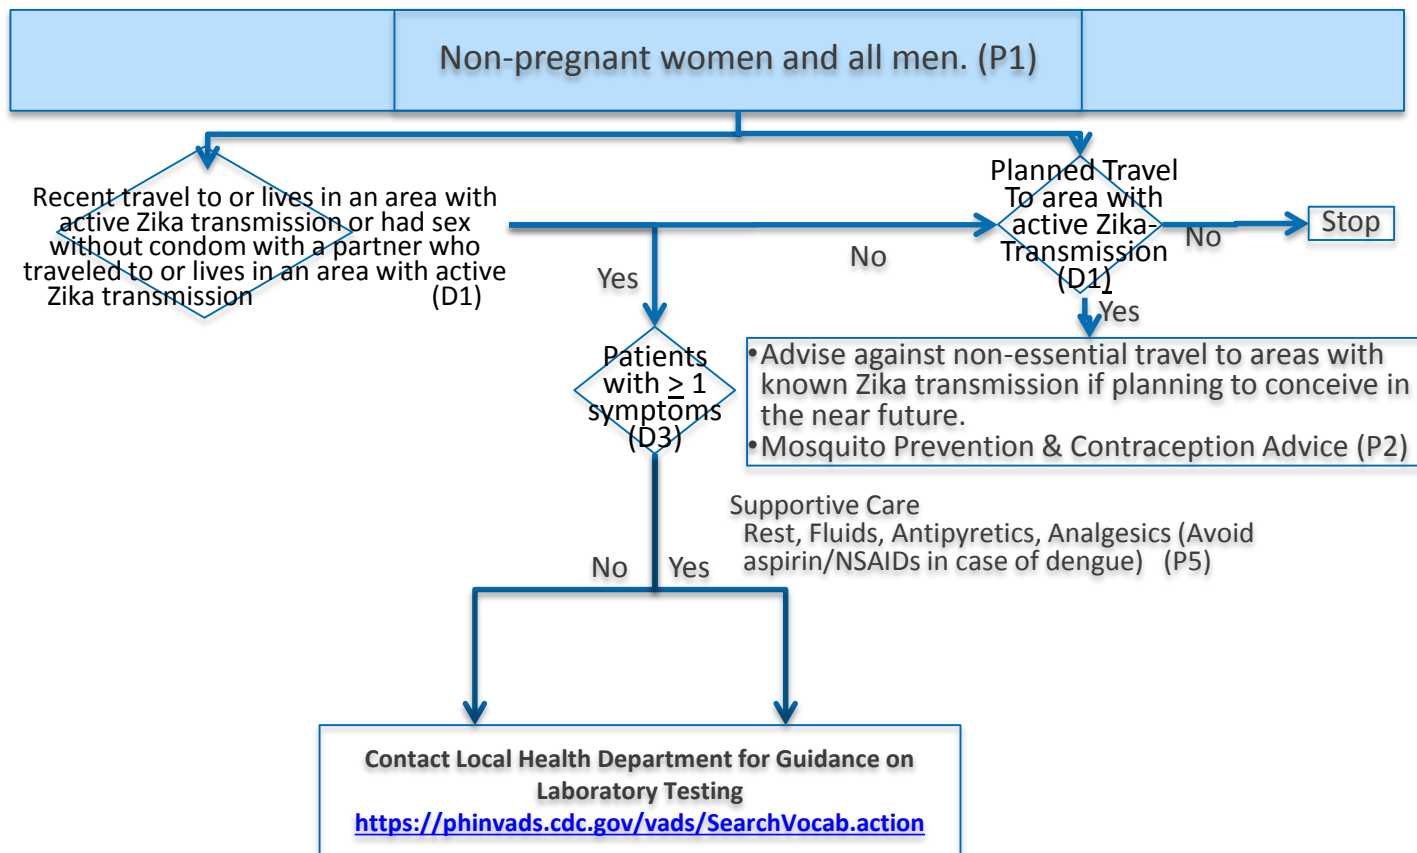 Non-pregnant women and all men. (P1)
Recent travel to or lives in an area with
active Zika transmission or had sex
without condom with a partner who
traveled to or lives in an area with active
Zika transmission (D1)
Planned Travel
To area with
active Zika-
Transmission
(D1)
No
Stop
No
Yes
Yes
Patients
with ≥ 1
symptoms
(D3)
•Advise against non-essential travel to areas with
known Zika transmission if planning to conceive in
the near future.
•Mosquito Prevention & Contraception Advice (P2)
Supportive Care
Rest, Fluids, Antipyretics, Analgesics (Avoid
aspirin/NSAIDs in case of dengue) (P5)
No
Yes
Contact Local Health Department for Guidance on
Laboratory Testing
https://phinvads.cdc.gov/vads/SearchVocab.action